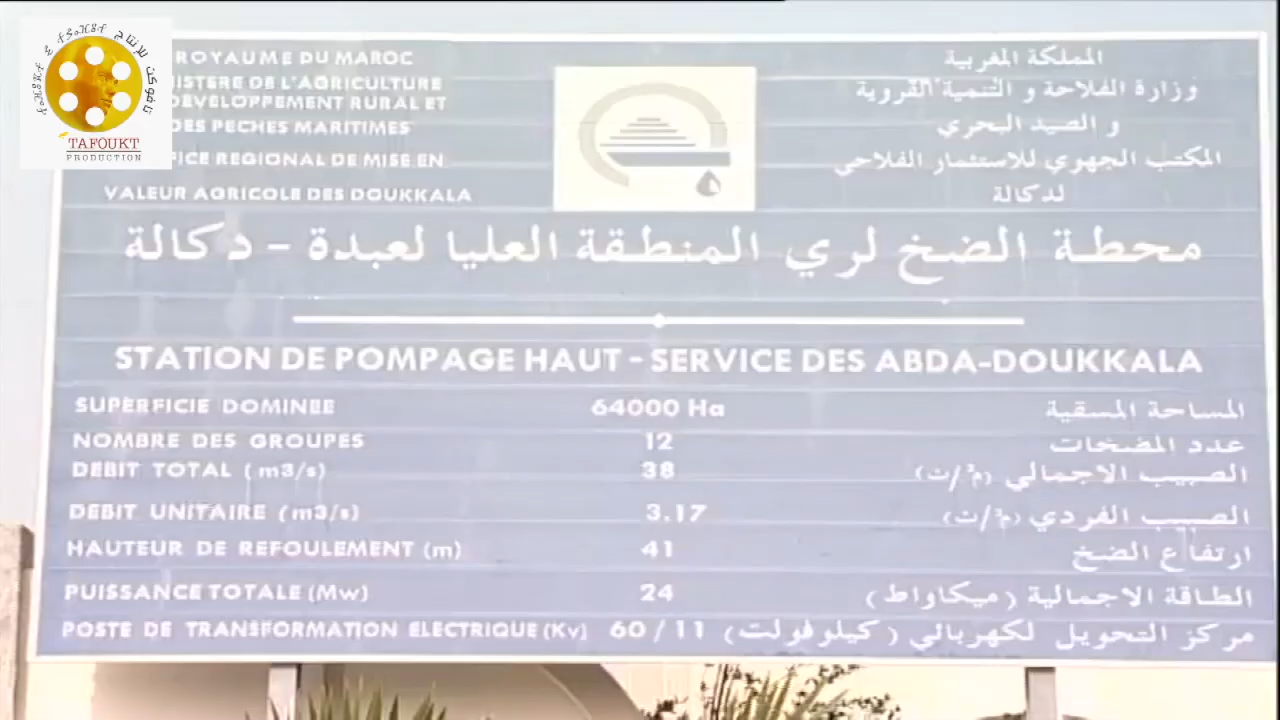 تافوكت للإنتاج
TAFOUKT
PRODUCTION
ROYAUME DU MAROC
المملكة المغربية
DE L'AGRICULTURE
DEVELOPPEMENT RURAL ET
وزارة الفلاحة و التنمية القروية
DES PECHES MARITIMES
و الصيد البحري
REGIONAL DE MISE EN
المكتب الجهوي للاستثمار الفلاحي
VALEUR AGRICOLE DES DOUKKALA
لدكالة
محطة الضخ لري المنطقة العليا لعبدة - دكالة
STATION DE POMPAGE HAUT - SERVICE DES ABDA-DOUKKALA
SUPERFICIE DOMINEE 64000 Ha المساحة المسقية
NOMBRE DES GROUPES 12 عدد المضخات
DEBIT TOTAL (m3/s) 38 الصبيب الاجمالي (م³/ث)
DEBIT UNITAIRE (m3/s) 3.17 الصبيب الفردي (م³/ث)
HAUTEUR DE REFOULEMENT (m) 41 ارتفاع الضخ
PUISSANCE TOTALE (Mw) 24 الطاقة الاجمالية (ميكاواط)
POSTE DE TRANSFORMATION ELECTRIQUE (Kv) 60 / 11 مركز التحويل لكهربائي (كيلوفولت)